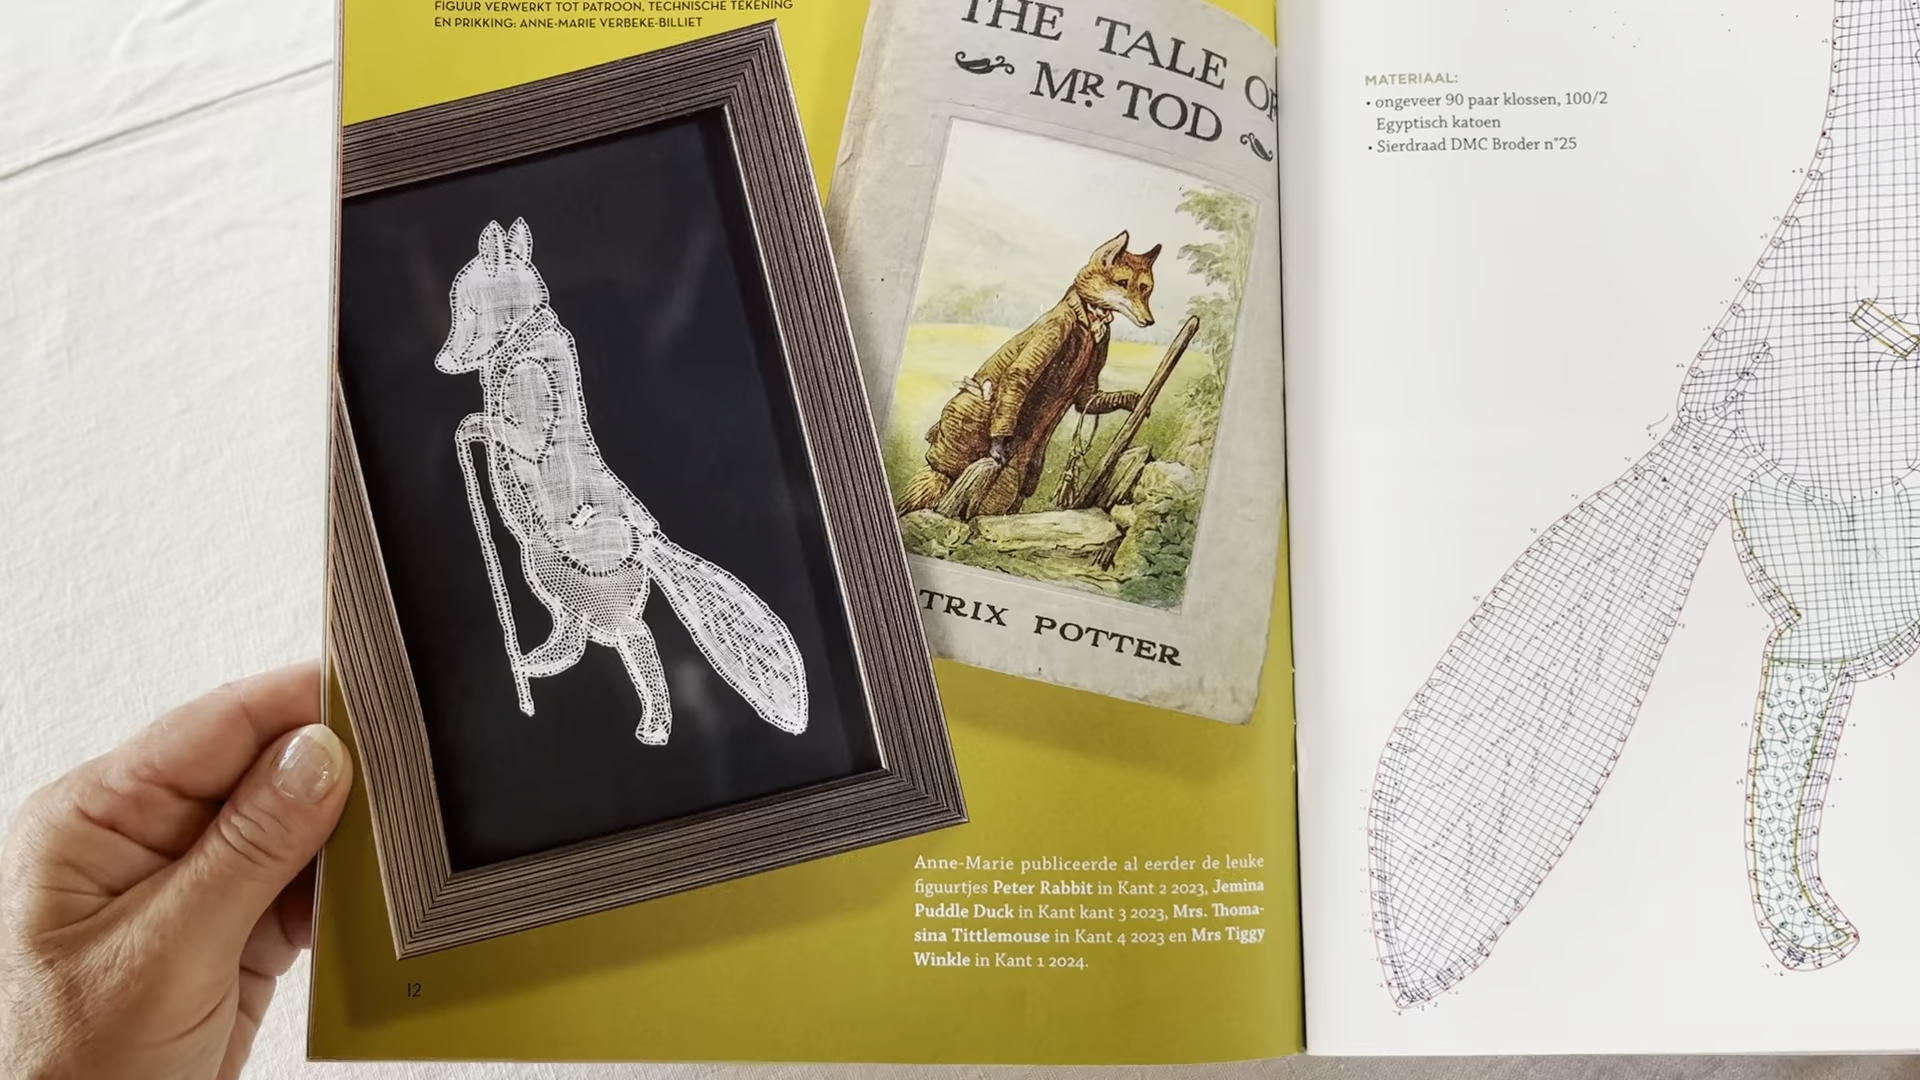 FIGUUR VERWERKT TOT PATROON, TECHNISCHE TEKENING
EN PRIKKING: ANNE-MARIE VERBEKE-BILLIET
THE TALE OF
MR. TOD
TRIX POTTER
Anne-Marie publiceerde al eerder de leuke
figuurtjes Peter Rabbit in Kant 2 2023, Jemina
Puddle Duck in Kant kant 3 2023, Mrs. Thoma-
sina Tittlemouse in Kant 4 2023 en Mrs Tiggy
Winkle in Kant 1 2024.
12
MATERIAAL:
• ongeveer 90 paar klossen, 100/2
Egyptisch katoen
• Sierdraad DMC Broder n°25